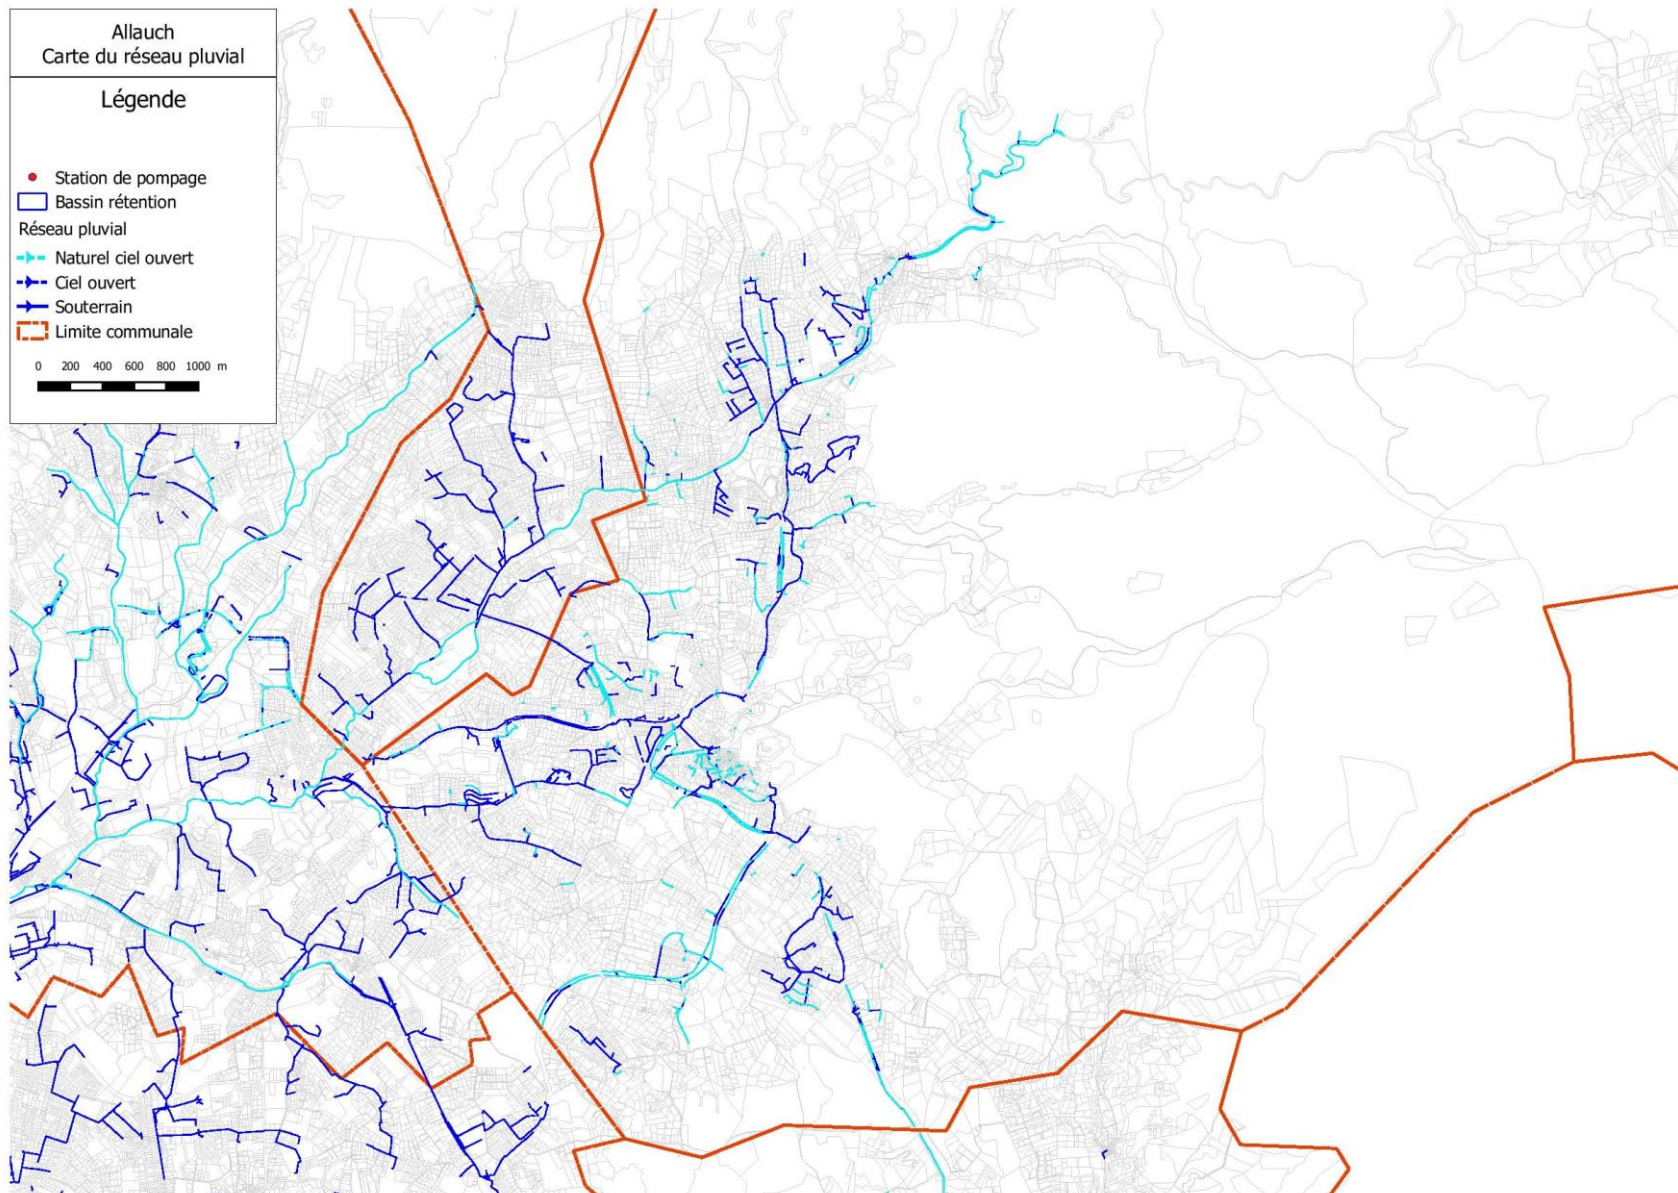 Allauch
Carte du réseau pluvial
Légende
Station de pompage
Bassin rétention
Réseau pluvial
Naturel ciel ouvert
Ciel ouvert
Souterrain
Limite communale
0 200 400 600 800 1000 m